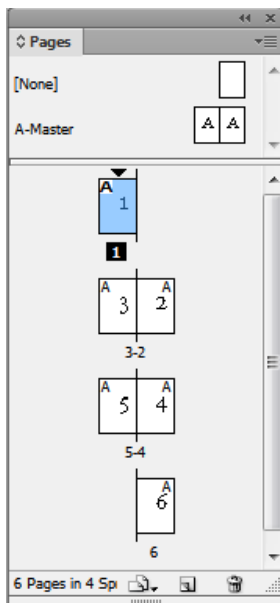 Pages
[None]
A-Master
A A
A
1
1
A A
3 2
3-2
A A
5 4
5-4
A
6
6
6 Pages in 4 Spr